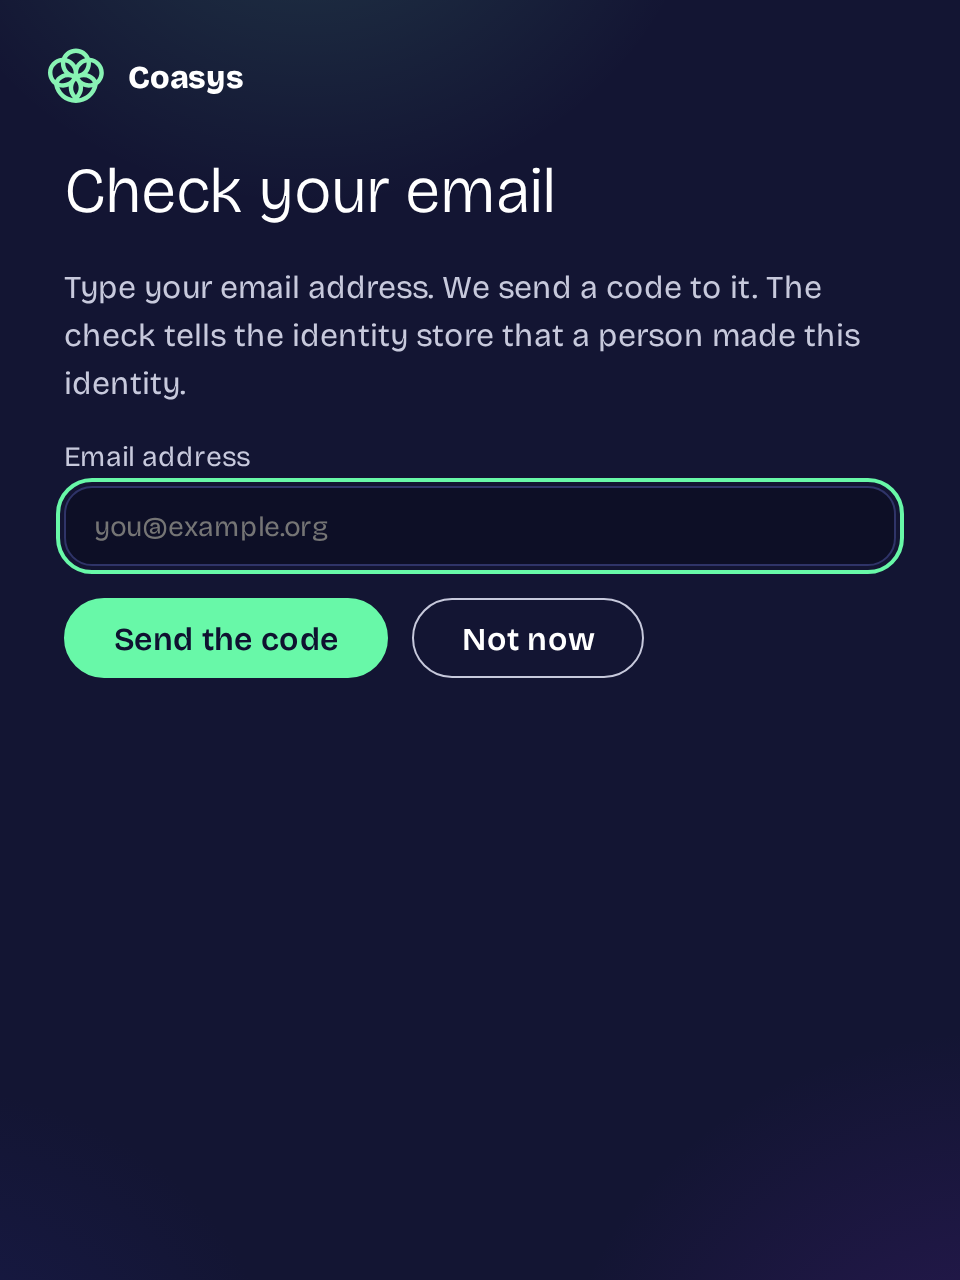 Coasys
Check your email
Type your email address. We send a code to it. The
check tells the identity store that a person made this
identity.
Email address
you@example.org
Send the code
Not now